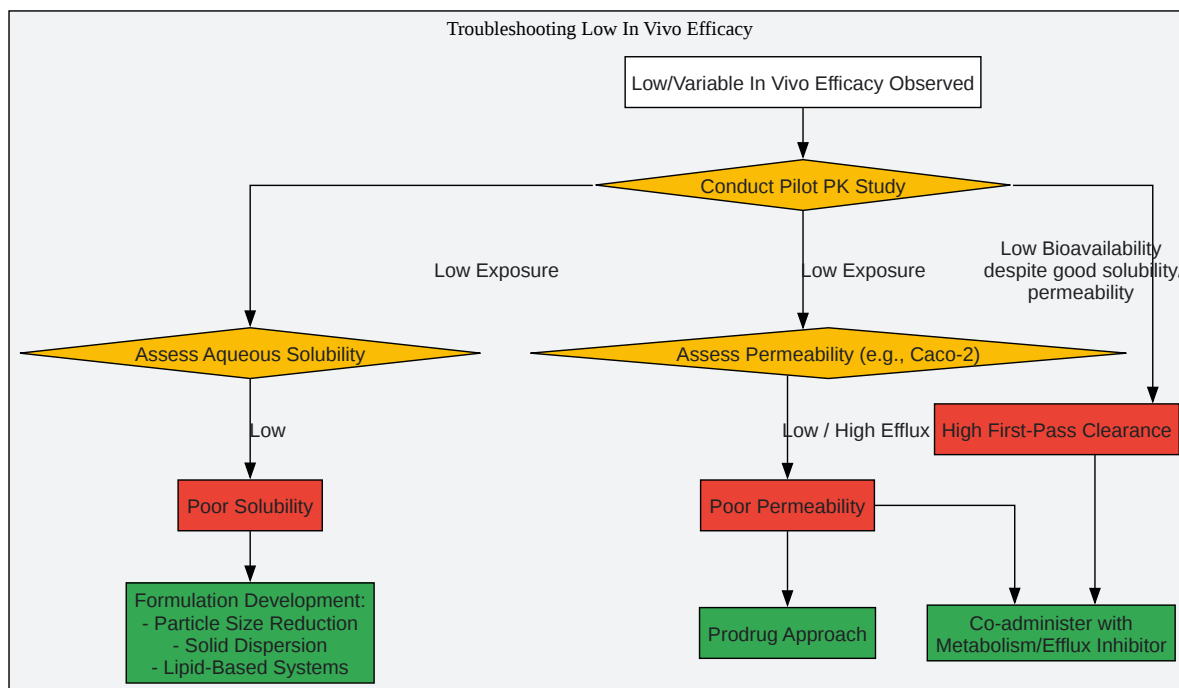 Troubleshooting Low In Vivo Efficacy
Low/Variable In Vivo Efficacy Observed
Conduct Pilot PK Study
Low Exposure
Low Exposure
Low Bioavailability
despite good solubility/
permeability
Assess Aqueous Solubility
Assess Permeability (e.g., Caco-2)
Low
Low / High Efflux
High First-Pass Clearance
Poor Solubility
Poor Permeability
Formulation Development:
- Particle Size Reduction
- Solid Dispersion
- Lipid-Based Systems
Prodrug Approach
Co-administer with
Metabolism/Efflux Inhibitor